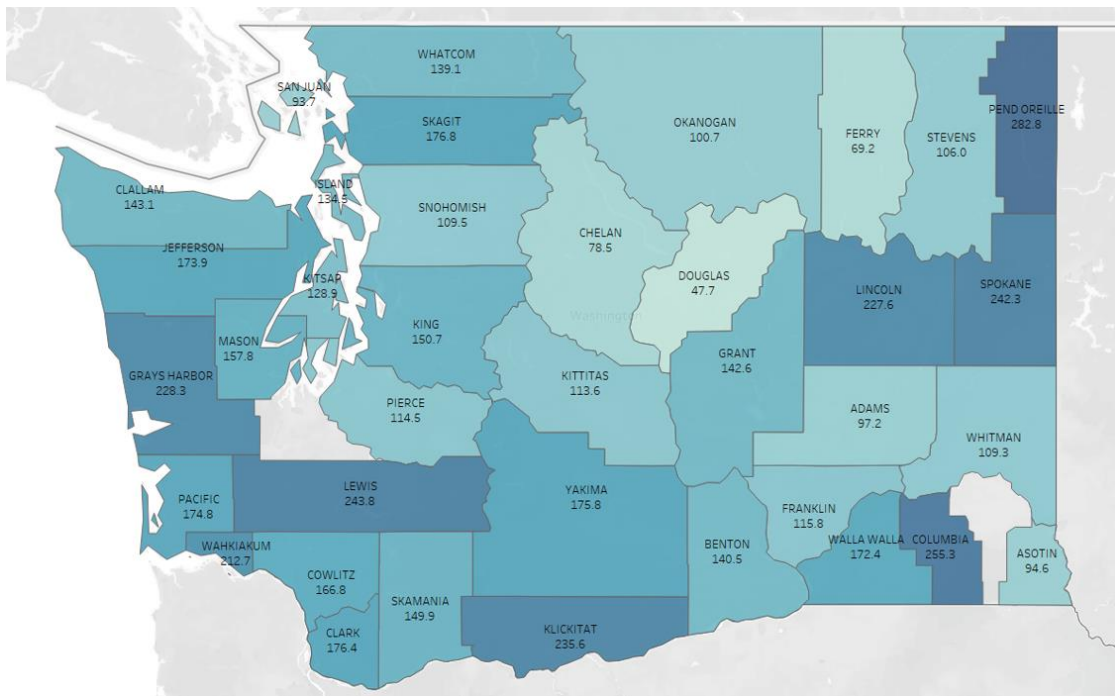 WHATCOM
139.1
SAN JUAN
93.7
SKAGIT
176.8
OKANOGAN
100.7
FERRY
69.2
STEVENS
106.0
PEND OREILLE
282.8
CLALLAM
143.1
ISLAND
134.5
SNOHOMISH
109.5
CHELAN
78.5
JEFFERSON
173.9
KITSAP
128.9
DOUGLAS
47.7
LINCOLN
227.6
SPOKANE
242.3
Washington
KING
150.7
MASON
157.8
GRANT
142.6
GRAYS HARBOR
228.3
KITTITAS
113.6
PIERCE
114.5
ADAMS
97.2
WHITMAN
109.3
LEWIS
243.8
YAKIMA
175.8
PACIFIC
174.8
FRANKLIN
115.8
WALLA WALLA
172.4
COLUMBIA
255.3
BENTON
140.5
ASOTIN
94.6
WAHKIAKUM
212.7
COWLITZ
166.8
SKAMANIA
149.9
CLARK
176.4
KLICKITAT
235.6